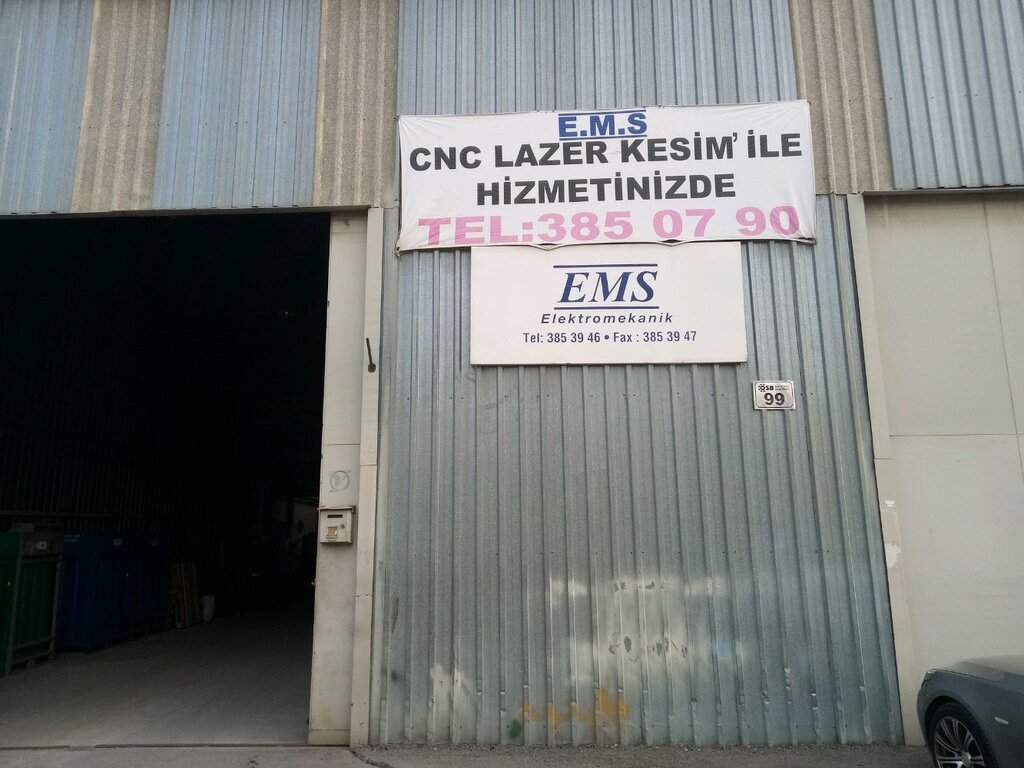 E.M.S
CNC LAZER KESİM' İLE
HİZMETİNİZDE
TEL:385 07 90
EMS
Elektromekanik
Tel: 385 39 46 • Fax : 385 39 47
OSB
99